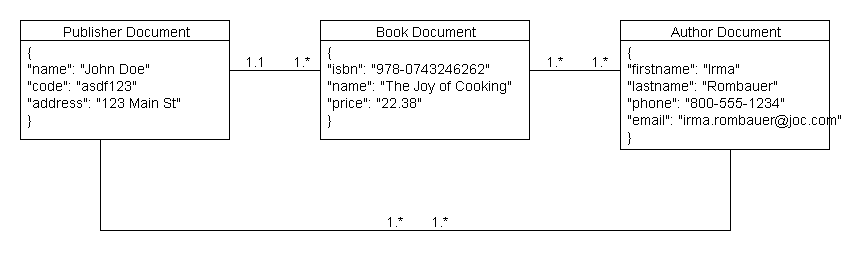 Publisher Document
{
"name": "John Doe"
"code": "asdf123"
"address": "123 Main St"
}
1.1 1.*
Book Document
{
"isbn": "978-0743246262"
"name": "The Joy of Cooking"
"price": "22.38"
}
1.* 1.*
Author Document
{
"firstname": "Irma"
"lastname": "Rombauer"
"phone": "800-555-1234"
"email": "irma.rombauer@joc.com"
}
1.* 1.*